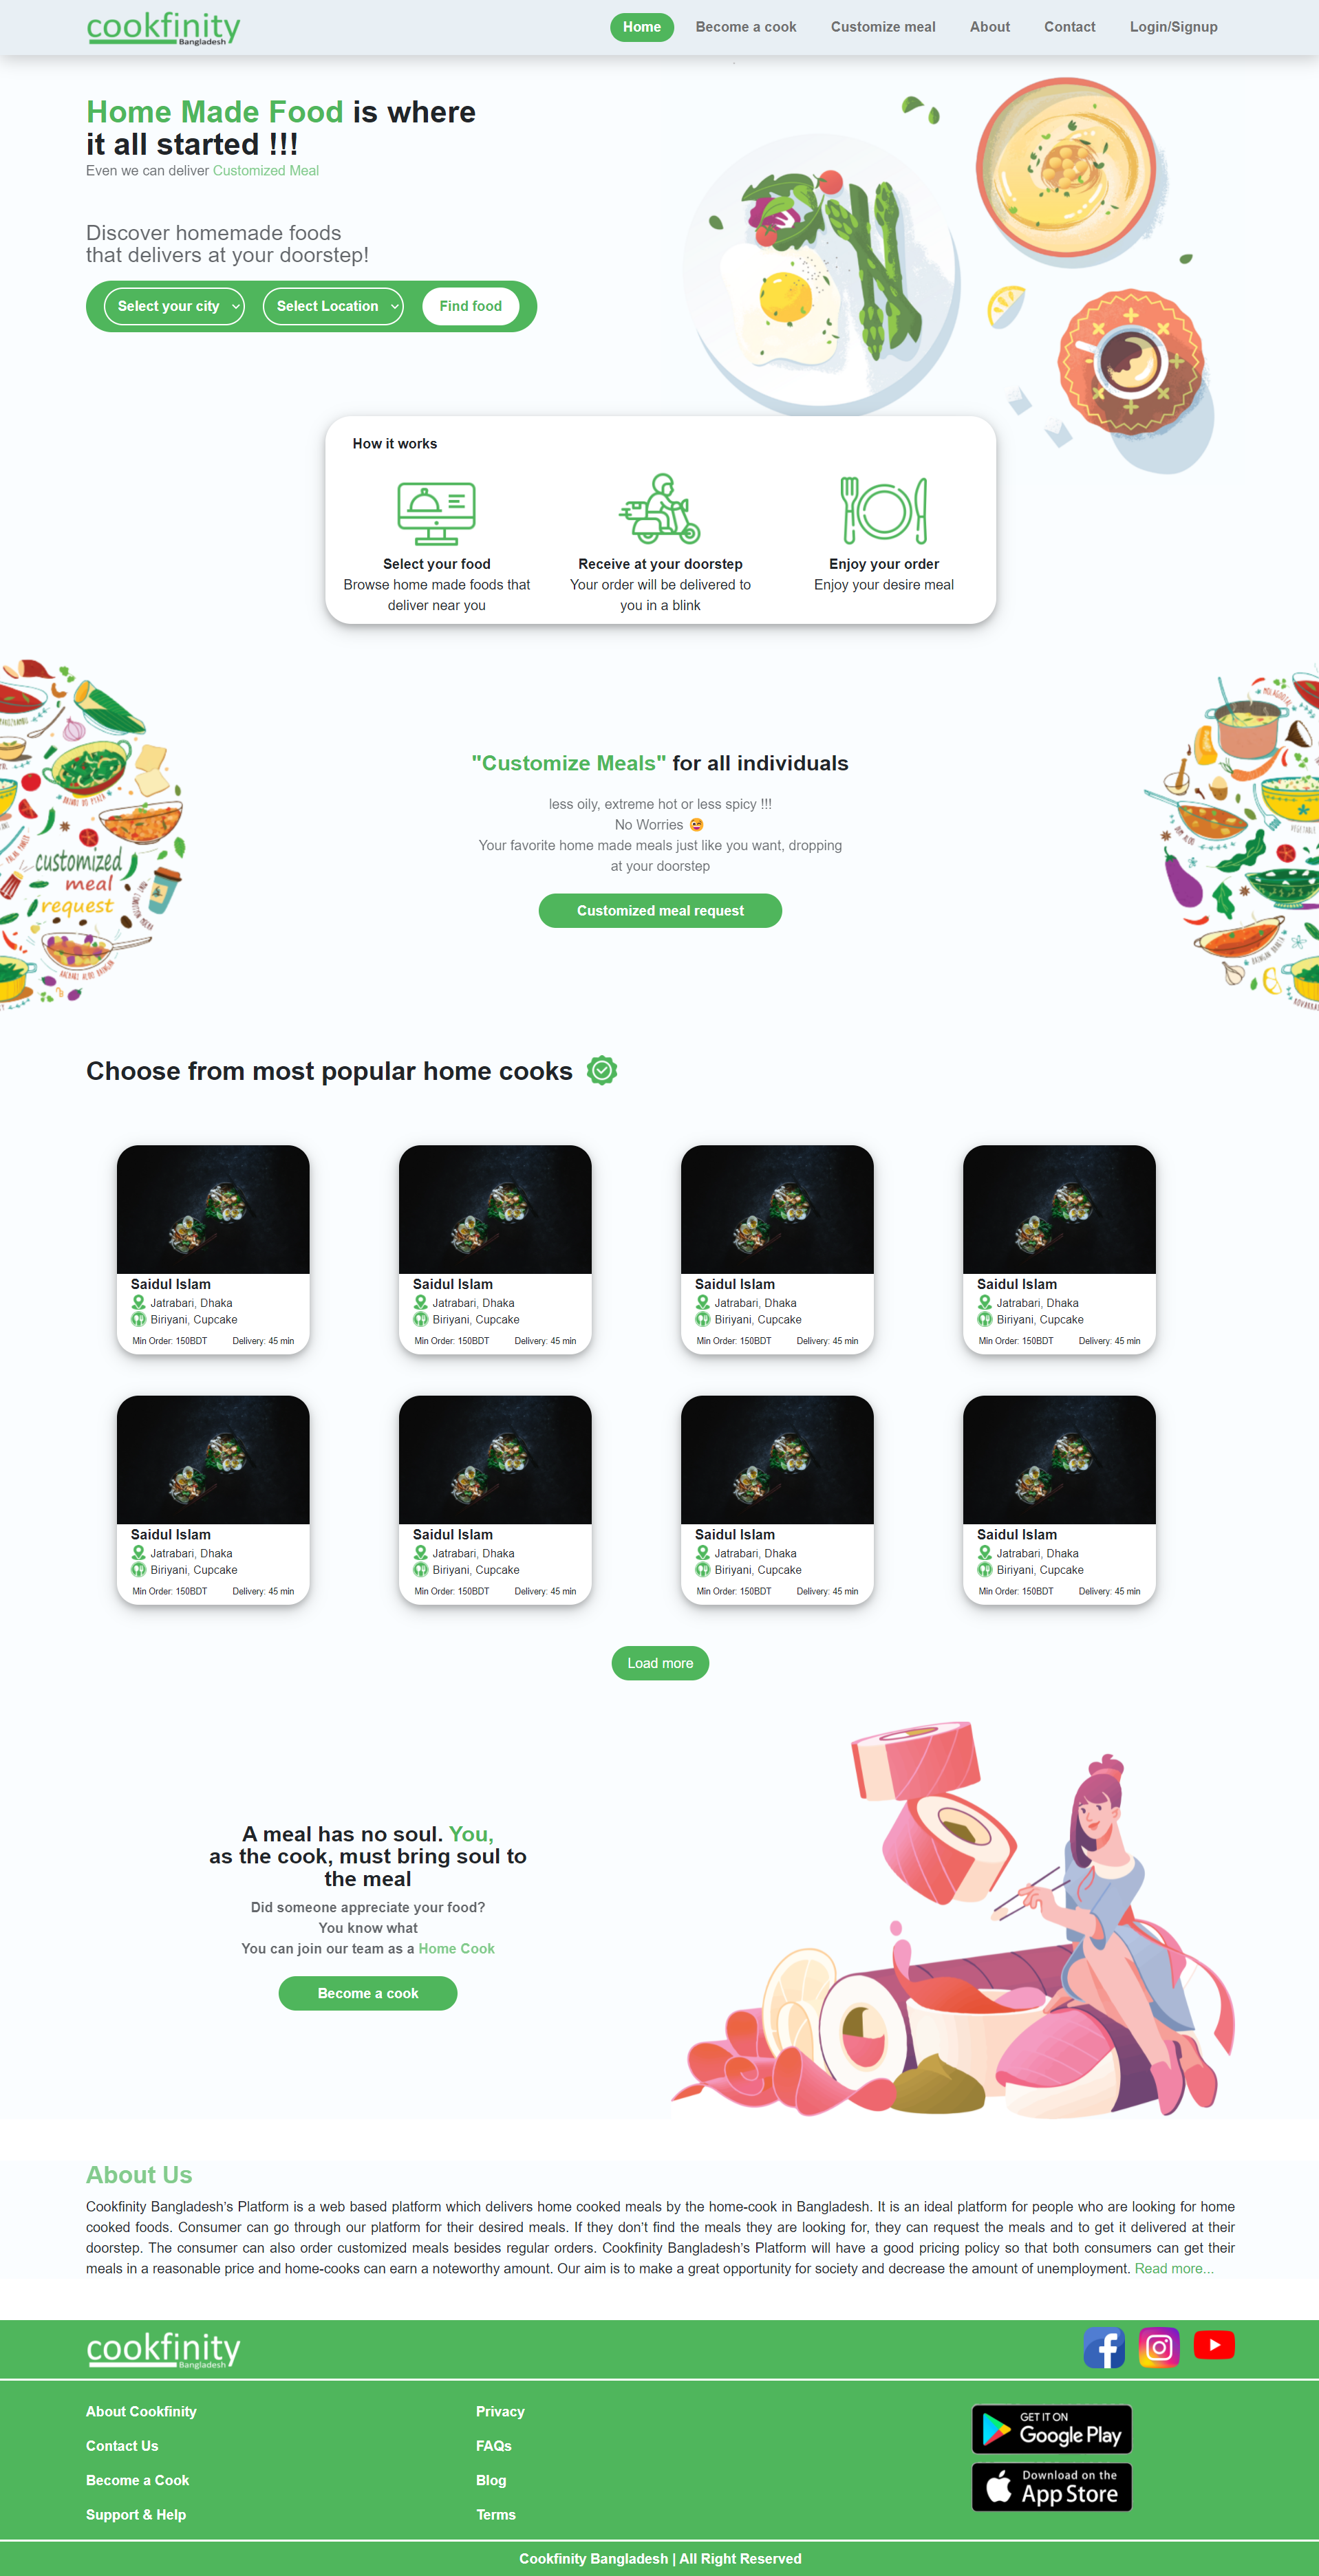 cookfinity
Bangladesh
Home
Become a cook
Customize meal
About
Contact
Login/Signup
Home Made Food is where
it all started !!!
Even we can deliver Customized Meal
Discover homemade foods
that delivers at your doorstep!
Select your city
Select Location
Find food
How it works
Select your food
Browse home made foods that
deliver near you
Receive at your doorstep
Your order will be delivered to
you in a blink
Enjoy your order
Enjoy your desire meal
customized
meal
request
"Customize Meals" for all individuals
less oily, extreme hot or less spicy !!!
No Worries 😜
Your favorite home made meals just like you want, dropping
at your doorstep
Customized meal request
Choose from most popular home cooks
Saidul Islam
Jatrabari, Dhaka
Biriyani, Cupcake
Min Order: 150BDT Delivery: 45 min
Saidul Islam
Jatrabari, Dhaka
Biriyani, Cupcake
Min Order: 150BDT Delivery: 45 min
Saidul Islam
Jatrabari, Dhaka
Biriyani, Cupcake
Min Order: 150BDT Delivery: 45 min
Saidul Islam
Jatrabari, Dhaka
Biriyani, Cupcake
Min Order: 150BDT Delivery: 45 min
Saidul Islam
Jatrabari, Dhaka
Biriyani, Cupcake
Min Order: 150BDT Delivery: 45 min
Saidul Islam
Jatrabari, Dhaka
Biriyani, Cupcake
Min Order: 150BDT Delivery: 45 min
Saidul Islam
Jatrabari, Dhaka
Biriyani, Cupcake
Min Order: 150BDT Delivery: 45 min
Saidul Islam
Jatrabari, Dhaka
Biriyani, Cupcake
Min Order: 150BDT Delivery: 45 min
Load more
A meal has no soul. You,
as the cook, must bring soul to
the meal
Did someone appreciate your food?
You know what
You can join our team as a Home Cook
Become a cook
About Us
Cookfinity Bangladesh's Platform is a web based platform which delivers home cooked meals by the home-cook in Bangladesh. It is an ideal platform for people who are looking for home
cooked foods. Consumer can go through our platform for their desired meals. If they don't find the meals they are looking for, they can request the meals and to get it delivered at their
doorstep. The consumer can also order customized meals besides regular orders. Cookfinity Bangladesh's Platform will have a good pricing policy so that both consumers can get their
meals in a reasonable price and home-cooks can earn a noteworthy amount. Our aim is to make a great opportunity for society and decrease the amount of unemployment. Read more...
cookfinity
Bangladesh
About Cookfinity
Contact Us
Become a Cook
Support & Help
Privacy
FAQs
Blog
Terms
GET IT ON
Google Play
Download on the
App Store
Cookfinity Bangladesh | All Right Reserved